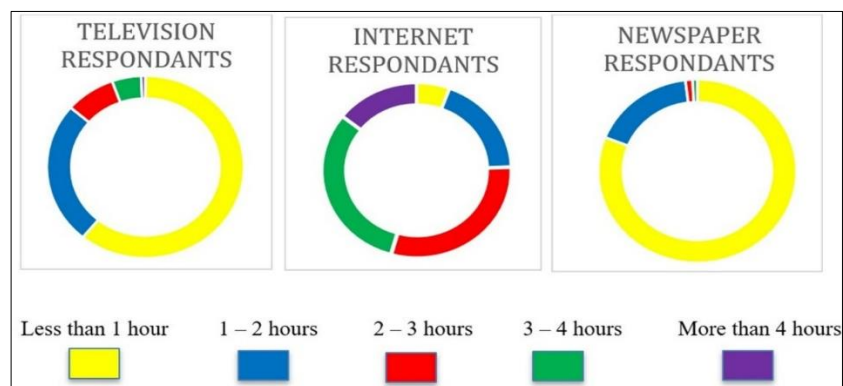 TELEVISION
RESPONDANTS
INTERNET
RESPONDANTS
NEWSPAPER
RESPONDANTS
Less than 1 hour
1 – 2 hours
2 – 3 hours
3 – 4 hours
More than 4 hours